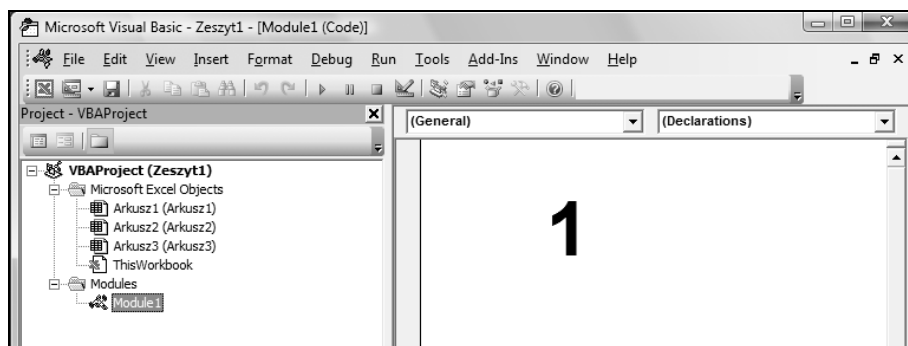 Microsoft Visual Basic - Zeszyt1 - [Module1 (Code)]
File Edit View Insert Format Debug Run Tools Add-Ins Window Help
Project - VBAProject
(General) (Declarations)
VBAProject (Zeszyt1)
Microsoft Excel Objects
Arkusz1 (Arkusz1)
Arkusz2 (Arkusz2)
Arkusz3 (Arkusz3)
ThisWorkbook
Modules
Module1
1